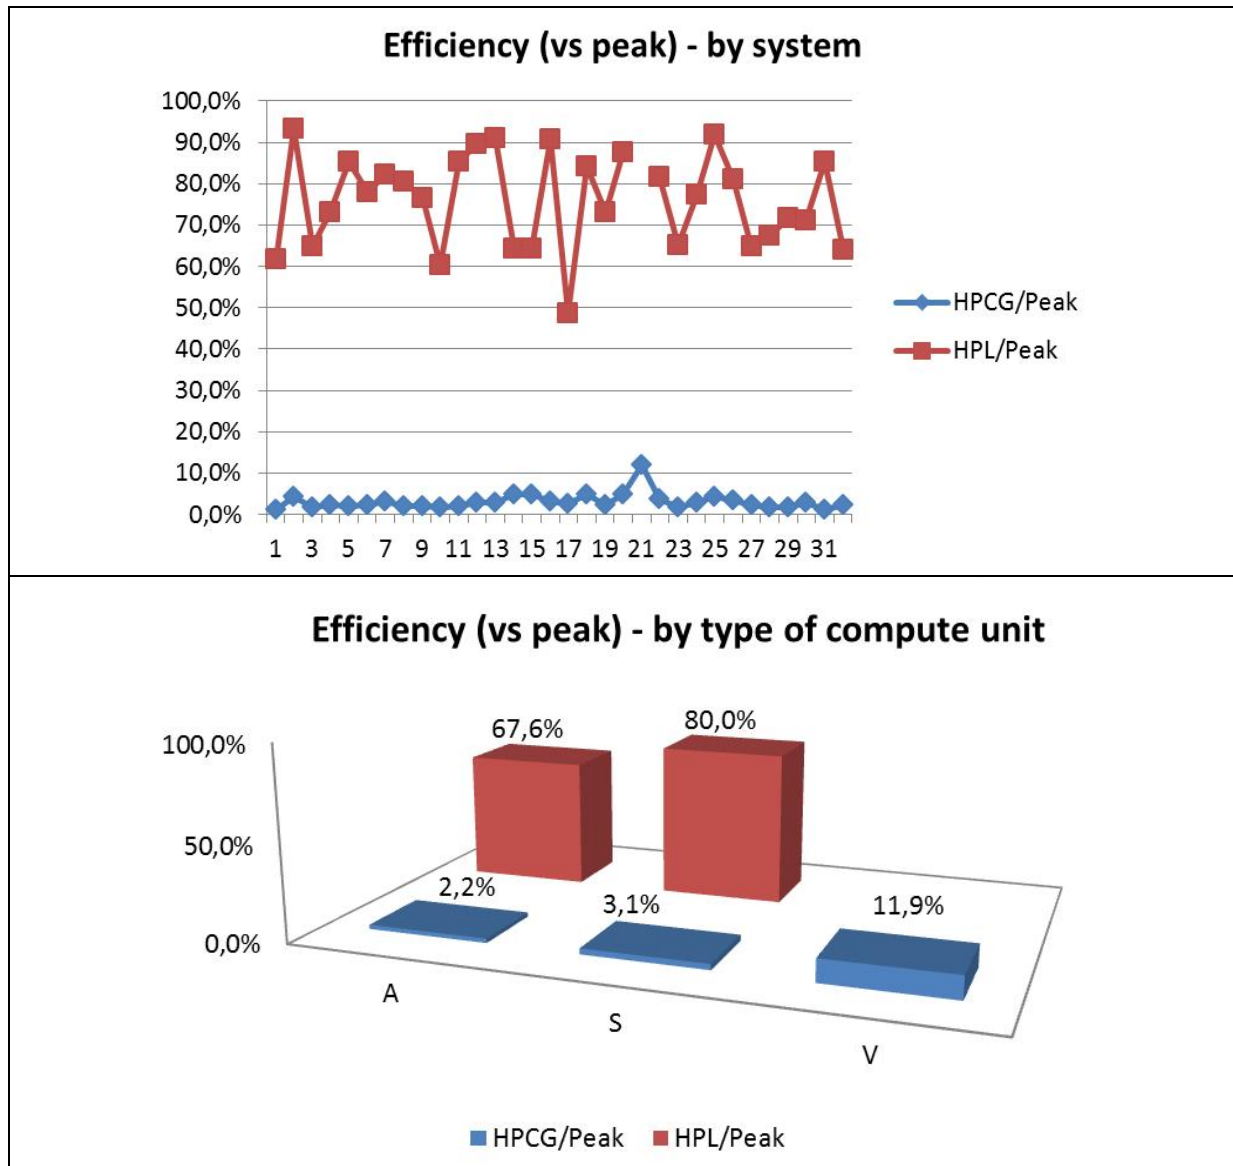 Efficiency (vs peak) - by system
100,0%
90,0%
80,0%
70,0%
60,0%
50,0%
40,0%
30,0%
20,0%
10,0%
0,0%
1 3 5 7 9 11 13 15 17 19 21 23 25 27 29 31
HPCG/Peak
HPL/Peak
Efficiency (vs peak) - by type of compute unit
100,0%
50,0%
0,0%
67,6%
80,0%
2,2%
3,1%
11,9%
A
S
V
HPCG/Peak HPL/Peak